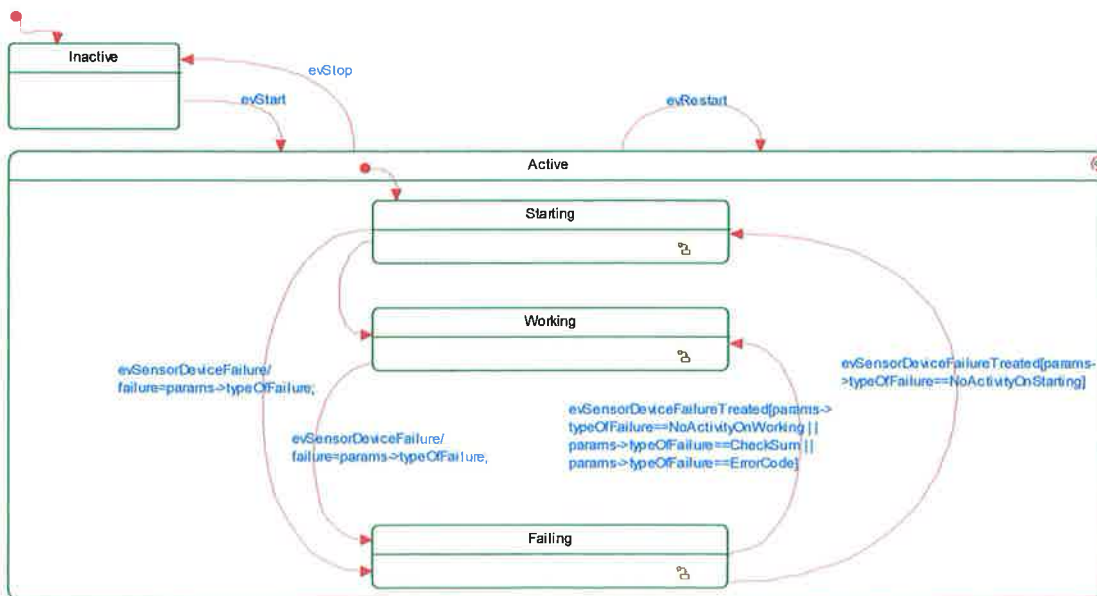 Inactive
evStop
evStart
evRestart
Active
Starting
Working
evSensorDeviceFailure/
failure=params->typeOfFailure;
evSensorDeviceFailureTreated[params-
>typeOfFailure==NoActivityOnStarting]
evSensorDeviceFailureTreated[params->
typeOfFailure==NoActivityOnWorking ||
params->typeOfFailure==CheckSum ||
params->typeOfFailure==ErrorCode]
evSensorDeviceFailure/
failure=params->typeOfFailure;
Failing